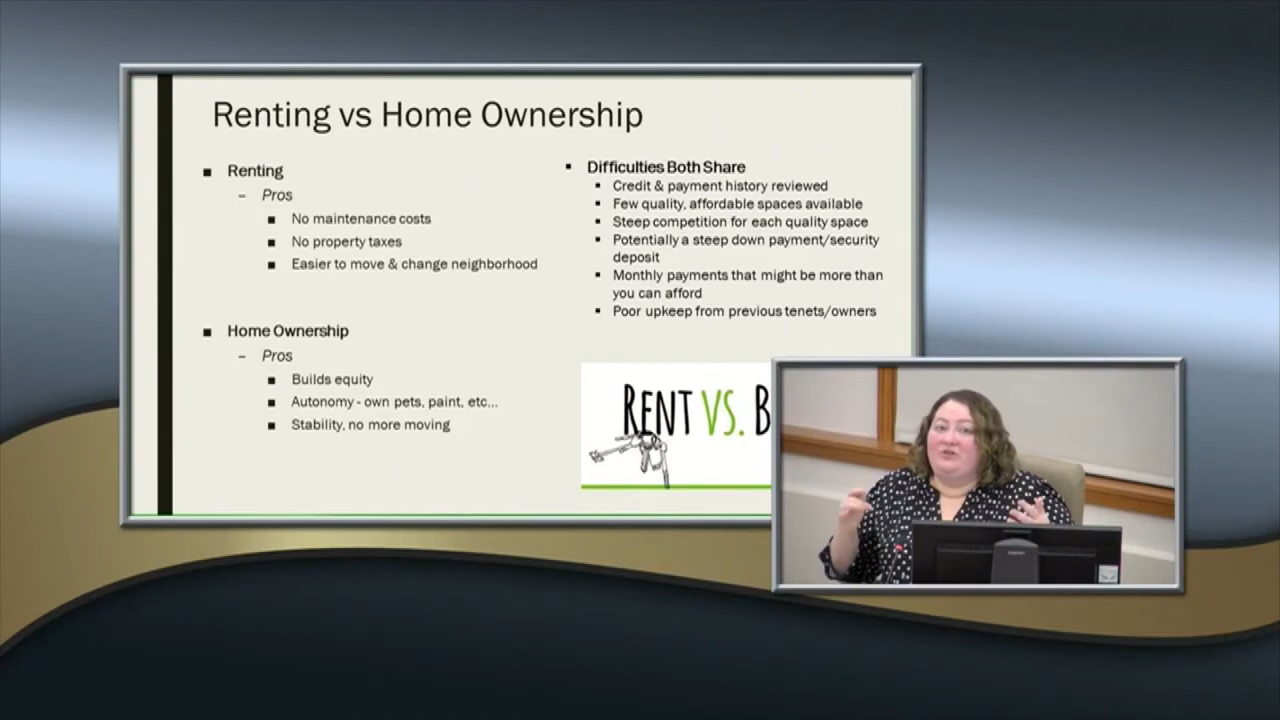 Renting vs Home Ownership
Renting
Pros
No maintenance costs
No property taxes
Easier to move & change neighborhood
Home Ownership
Pros
Builds equity
Autonomy - own pets, paint, etc...
Stability, no more moving
Difficulties Both Share
Credit & payment history reviewed
Few quality, affordable spaces available
Steep competition for each quality space
Potentially a steep down payment/security
deposit
Monthly payments that might be more than
you can afford
Poor upkeep from previous tenets/owners
RENT VS. B